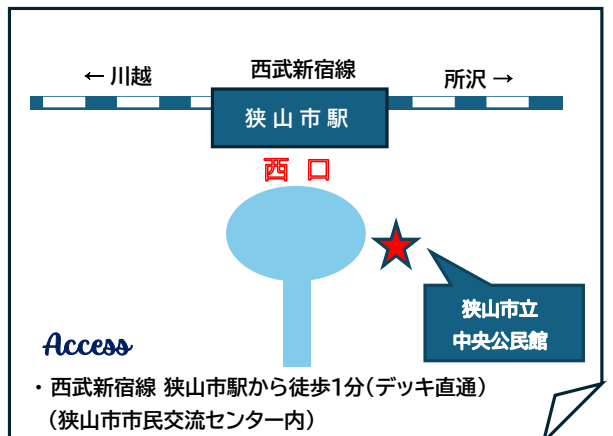 ← 川越
西武新宿線
所沢 →
狭山市駅
西 口
狭山市立
中央公民館
Access
・ 西武新宿線 狭山市駅から徒歩1分(デッキ直通)
(狭山市市民交流センター内)